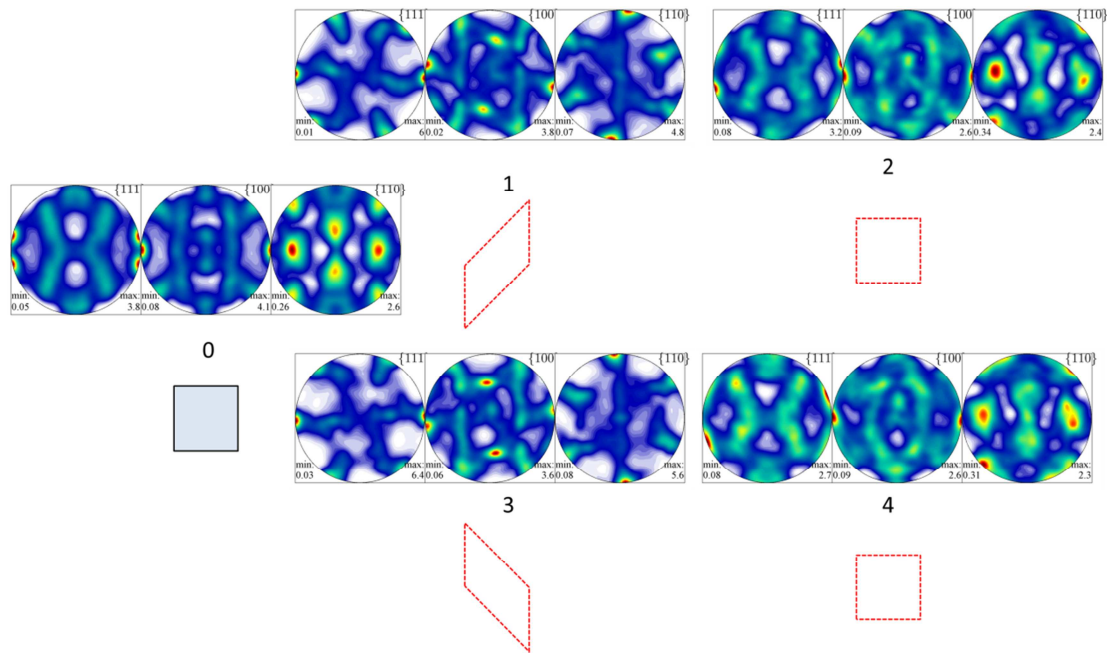 {111
{100
{110}
min:
0.01
max:
6
min:
0.02
max:
3.8
min:
0.07
max:
4.8
1
{111
{100
{110}
min:
0.08
max:
3.2
min:
0.09
max:
2.6
min:
0.34
max:
2.4
2
{111
{100
{110}
min:
0.05
max:
3.8
min:
0.08
max:
4.1
min:
0.26
max:
2.6
0
{111
{100
{110}
min:
0.03
max:
6.4
min:
0.06
max:
3.6
min:
0.08
max:
5.6
3
{111
{100
{110}
min:
0.08
max:
2.7
min:
0.09
max:
2.6
min:
0.31
max:
2.3
4